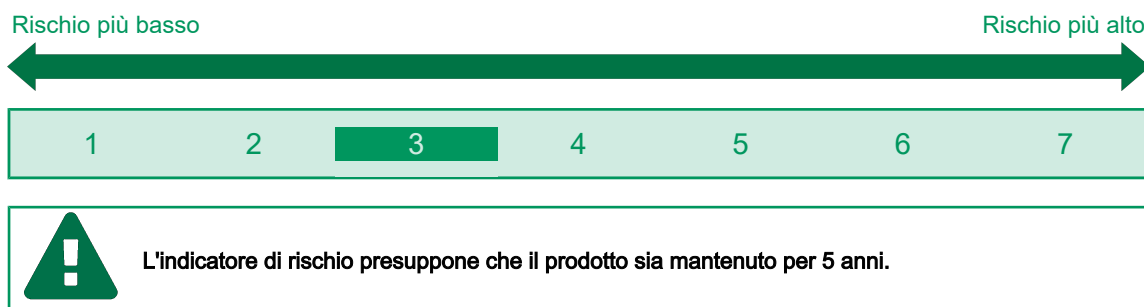 Rischio più basso Rischio più alto
1 2 3 4 5 6 7
L'indicatore di rischio presuppone che il prodotto sia mantenuto per 5 anni.